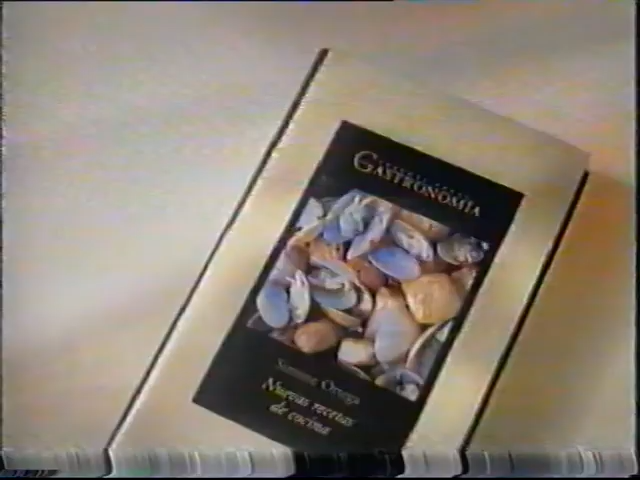 GASTRONOMÍA
Simone Ortega
Nuevas recetas
de cocina